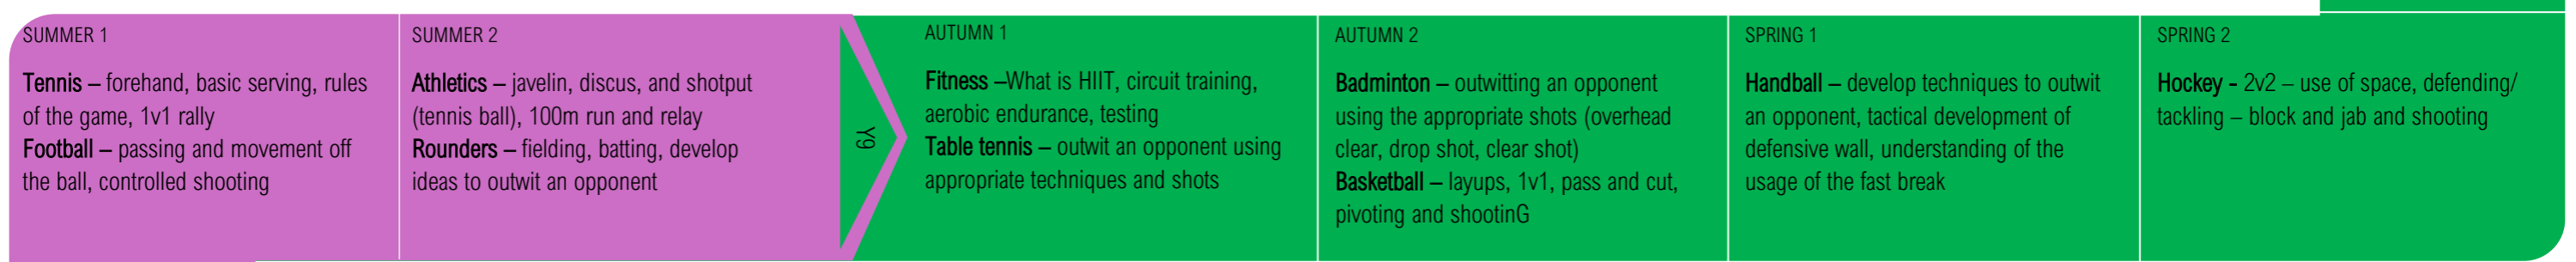 SUMMER 1
Tennis – forehand, basic serving, rules
of the game, 1v1 rally
Football – passing and movement off
the ball, controlled shooting
SUMMER 2
Athletics – javelin, discus, and shotput
(tennis ball), 100m run and relay
Rounders – fielding, batting, develop
ideas to outwit an opponent
Y9
AUTUMN 1
Fitness –What is HIIT, circuit training,
aerobic endurance, testing
Table tennis – outwit an opponent using
appropriate techniques and shots
AUTUMN 2
Badminton – outwitting an opponent
using the appropriate shots (overhead
clear, drop shot, clear shot)
Basketball – layups, 1v1, pass and cut,
pivoting and shootinG
SPRING 1
Handball – develop techniques to outwit
an opponent, tactical development of
defensive wall, understanding of the
usage of the fast break
SPRING 2
Hockey - 2v2 – use of space, defending/
tackling – block and jab and shooting